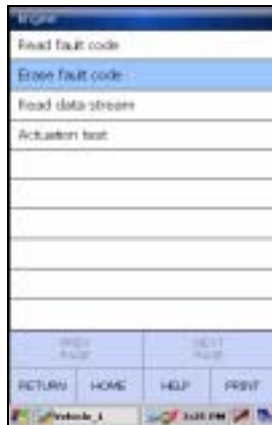 Engine
Read fault code
Erase fault code
Read data stream
Actuation test
PREV PAGE NEXT PAGE
RETURN HOME HELP PRINT